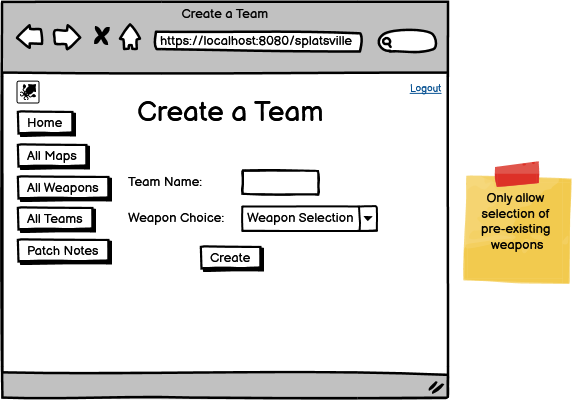 Create a Team
https://localhost:8080/splatsville
Logout
Create a Team
Home
All Maps
All Weapons
All Teams
Patch Notes
Team Name:
Weapon Choice:
Weapon Selection
Create
Only allow
selection of
pre-existing
weapons